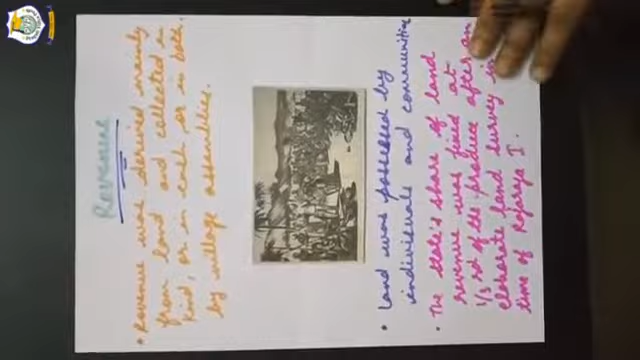 Revenue
• Revenue was derived mainly
from land and collected in
kind, or in cash, or in both
by village assemblies.
• Land was possessed by
individuals and communities
• The state's share of land
revenue was fixed at
1/3 rd of the produce after an
elaborate land survey in
time of Rajaraja I.